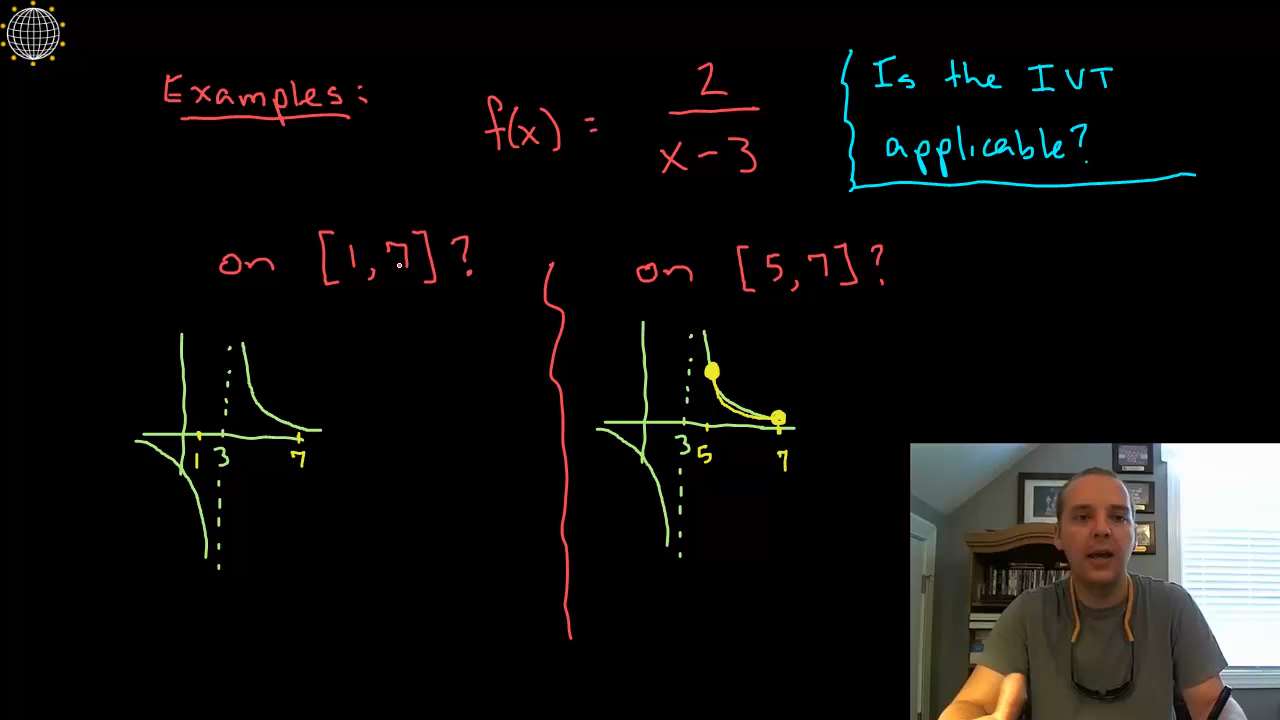 Examples:
f(x) = 2 / x - 3
Is the IVT
applicable?
on [1, 7]?
1 3 7
on [5, 7]?
3 5 7